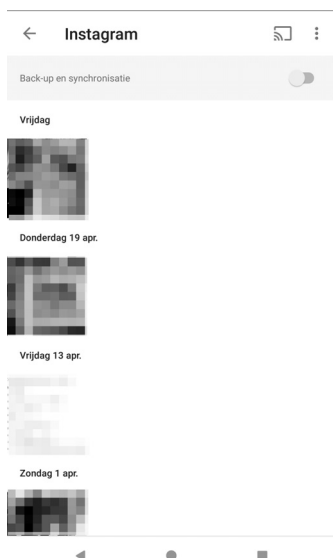 Instagram
Back-up en synchronisatie
Vrijdag
Donderdag 19 apr.
Vrijdag 13 apr.
Zondag 1 apr.